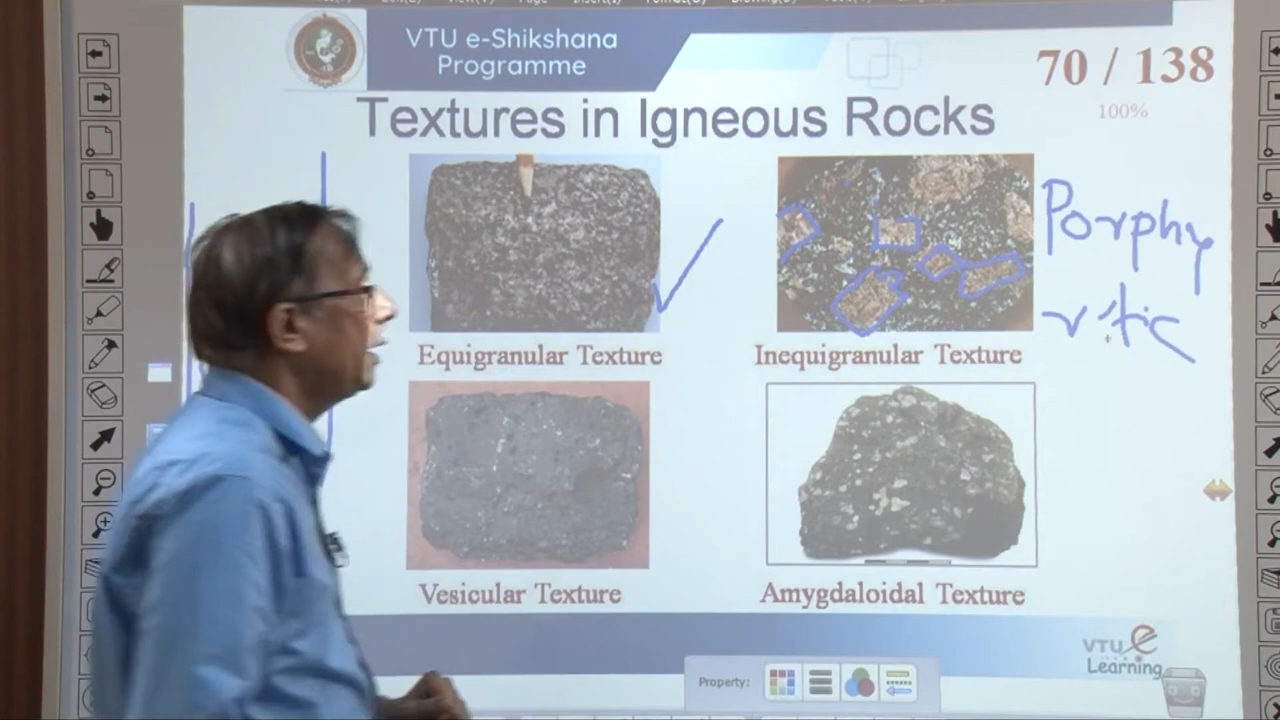 VTU e-Shikshana
Programme
70 / 138
100%
Textures in Igneous Rocks
Porphy
ritic
Equigranular Texture
Inequigranular Texture
Vesicular Texture
Amygdaloidal Texture
VTU e
Learning
Property: